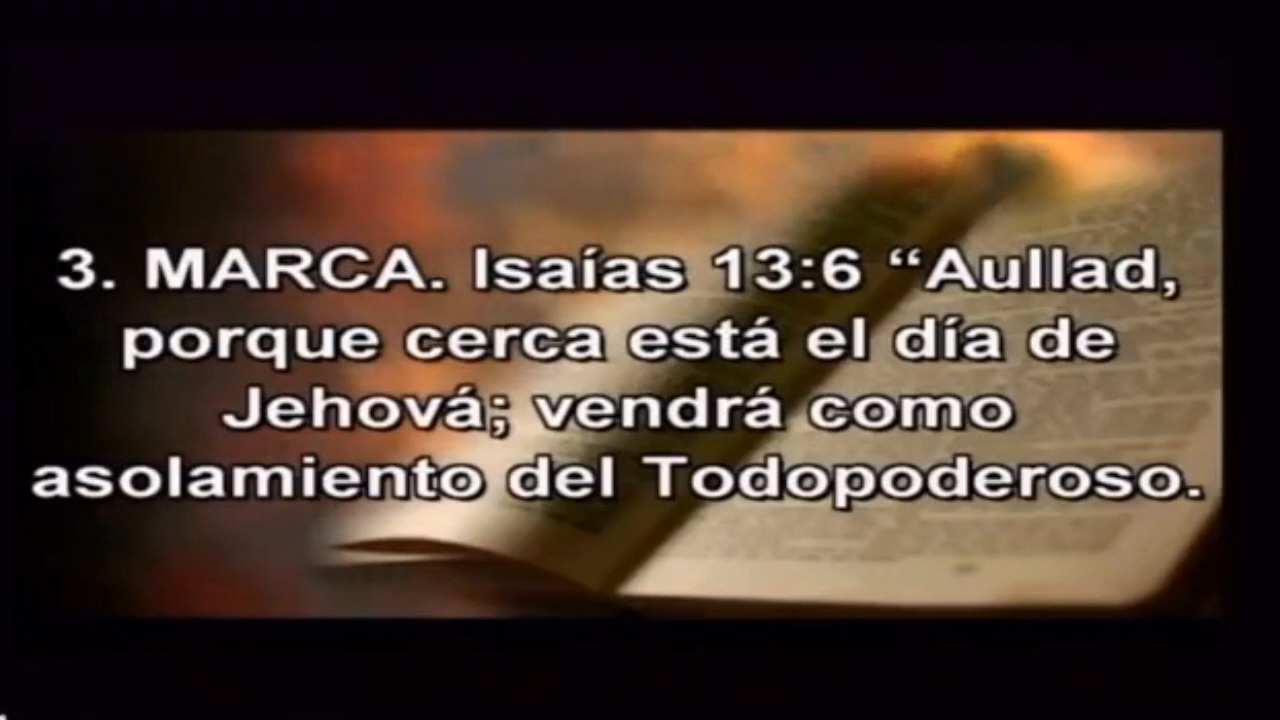 3. MARCA. Isaías 13:6 “Aullad,
porque cerca está el día de
Jehová; vendrá como
asolamiento del Todopoderoso.